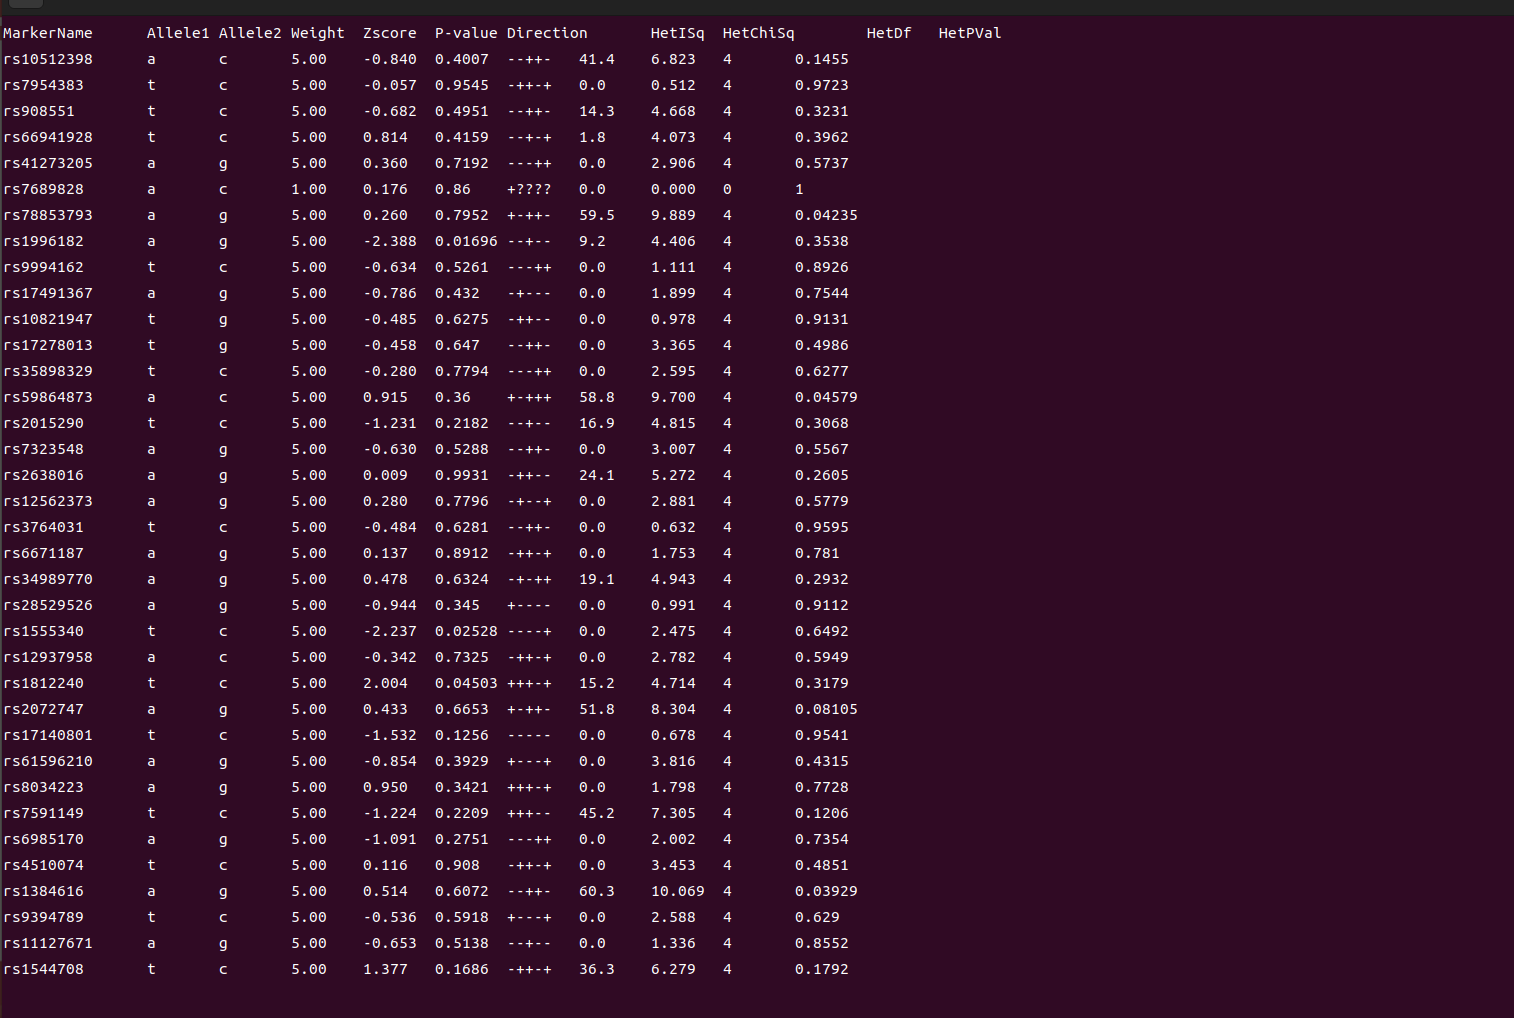 MarkerName Allele1 Allele2 Weight Zscore P-value Direction HetISq HetChiSq HetDf HetPVal
rs10512398 a c 5.00 -0.840 0.4007 --++- 41.4 6.823 4 0.1455
rs7954383 t c 5.00 -0.057 0.9545 -++-+ 0.0 0.512 4 0.9723
rs908551 t c 5.00 -0.682 0.4951 --++- 14.3 4.668 4 0.3231
rs66941928 t c 5.00 0.814 0.4159 --+-+ 1.8 4.073 4 0.3962
rs41273205 a g 5.00 0.360 0.7192 ---++ 0.0 2.906 4 0.5737
rs7689828 a c 1.00 0.176 0.86 +???? 0.0 0.000 0 1
rs78853793 a g 5.00 0.260 0.7952 +-++- 59.5 9.889 4 0.04235
rs1996182 a g 5.00 -2.388 0.01696 --+-- 9.2 4.406 4 0.3538
rs9994162 t c 5.00 -0.634 0.5261 ---++ 0.0 1.111 4 0.8926
rs17491367 a g 5.00 -0.786 0.432 -+--- 0.0 1.899 4 0.7544
rs10821947 t g 5.00 -0.485 0.6275 -++-- 0.0 0.978 4 0.9131
rs17278013 t g 5.00 -0.458 0.647 --++- 0.0 3.365 4 0.4986
rs35898329 t c 5.00 -0.280 0.7794 ---++ 0.0 2.595 4 0.6277
rs59864873 a c 5.00 0.915 0.36 +-+++ 58.8 9.700 4 0.04579
rs2015290 t c 5.00 -1.231 0.2182 --+-- 16.9 4.815 4 0.3068
rs7323548 a g 5.00 -0.630 0.5288 --++- 0.0 3.007 4 0.5567
rs2638016 a g 5.00 0.009 0.9931 -++-- 24.1 5.272 4 0.2605
rs12562373 a g 5.00 0.280 0.7796 -+--+ 0.0 2.881 4 0.5779
rs3764031 t c 5.00 -0.484 0.6281 --++- 0.0 0.632 4 0.9595
rs6671187 a g 5.00 0.137 0.8912 -++-+ 0.0 1.753 4 0.781
rs34989770 a g 5.00 0.478 0.6324 -+-++ 19.1 4.943 4 0.2932
rs28529526 a g 5.00 -0.944 0.345 +---- 0.0 0.991 4 0.9112
rs1555340 t c 5.00 -2.237 0.02528 ----+ 0.0 2.475 4 0.6492
rs12937958 a c 5.00 -0.342 0.7325 -++-+ 0.0 2.782 4 0.5949
rs1812240 t c 5.00 2.004 0.04503 +++-+ 15.2 4.714 4 0.3179
rs2072747 a g 5.00 0.433 0.6653 +-++- 51.8 8.304 4 0.08105
rs17140801 t c 5.00 -1.532 0.1256 ----- 0.0 0.678 4 0.9541
rs61596210 a g 5.00 -0.854 0.3929 +---+ 0.0 3.816 4 0.4315
rs8034223 a g 5.00 0.950 0.3421 +++-+ 0.0 1.798 4 0.7728
rs7591149 t c 5.00 -1.224 0.2209 +++-- 45.2 7.305 4 0.1206
rs6985170 a g 5.00 -1.091 0.2751 ---++ 0.0 2.002 4 0.7354
rs4510074 t c 5.00 0.116 0.908 -++-+ 0.0 3.453 4 0.4851
rs1384616 a g 5.00 0.514 0.6072 --++- 60.3 10.069 4 0.03929
rs9394789 t c 5.00 -0.536 0.5918 +---+ 0.0 2.588 4 0.629
rs11127671 a g 5.00 -0.653 0.5138 --+-- 0.0 1.336 4 0.8552
rs1544708 t c 5.00 1.377 0.1686 -++-+ 36.3 6.279 4 0.1792